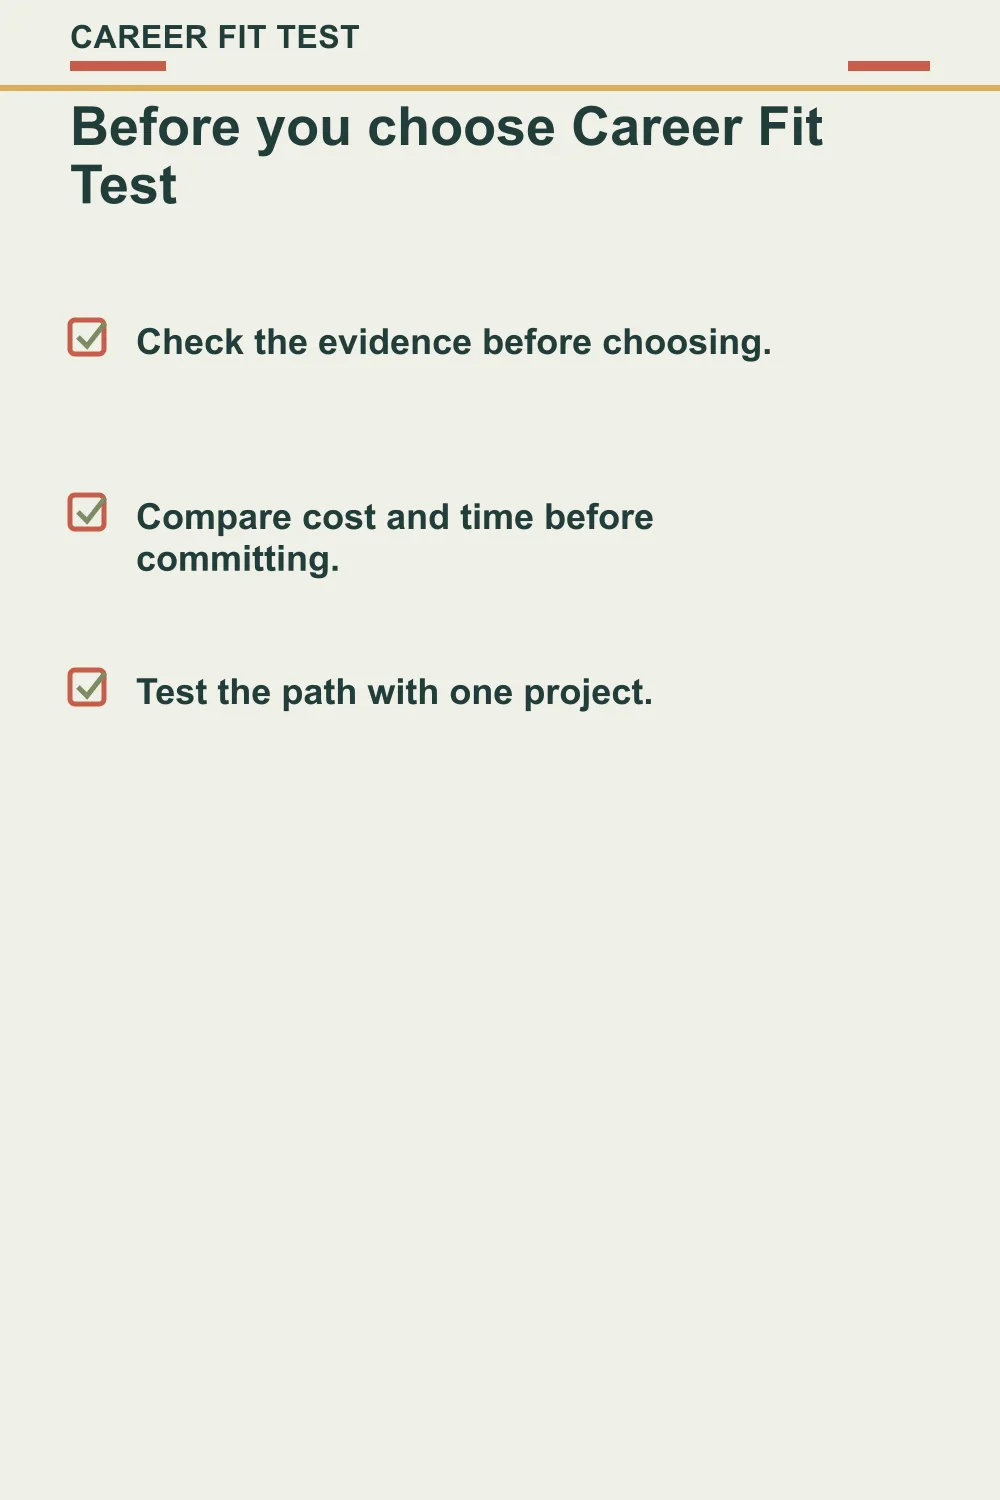 CAREER FIT TEST
Before you choose Career Fit
Test
Check the evidence before choosing.
Compare cost and time before
committing.
Test the path with one project.